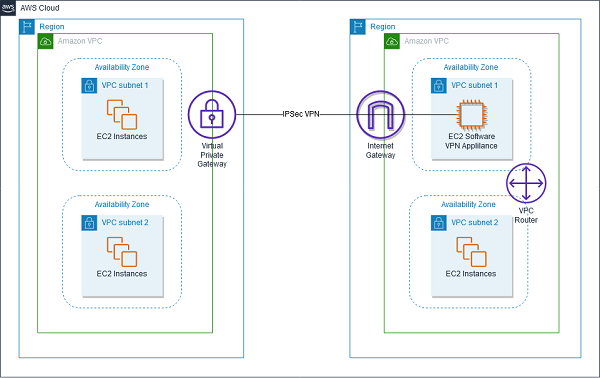 aws
AWS Cloud
Region
Amazon VPC
Availability Zone
VPC subnet 1
EC2 Instances
Virtual
Private
Gateway
Availability Zone
VPC subnet 2
EC2 Instances
IPSec VPN
Region
Amazon VPC
Internet
Gateway
Availability Zone
VPC subnet 1
EC2 Software
VPN Applilance
VPC
Router
Availability Zone
VPC subnet 2
EC2 Instances